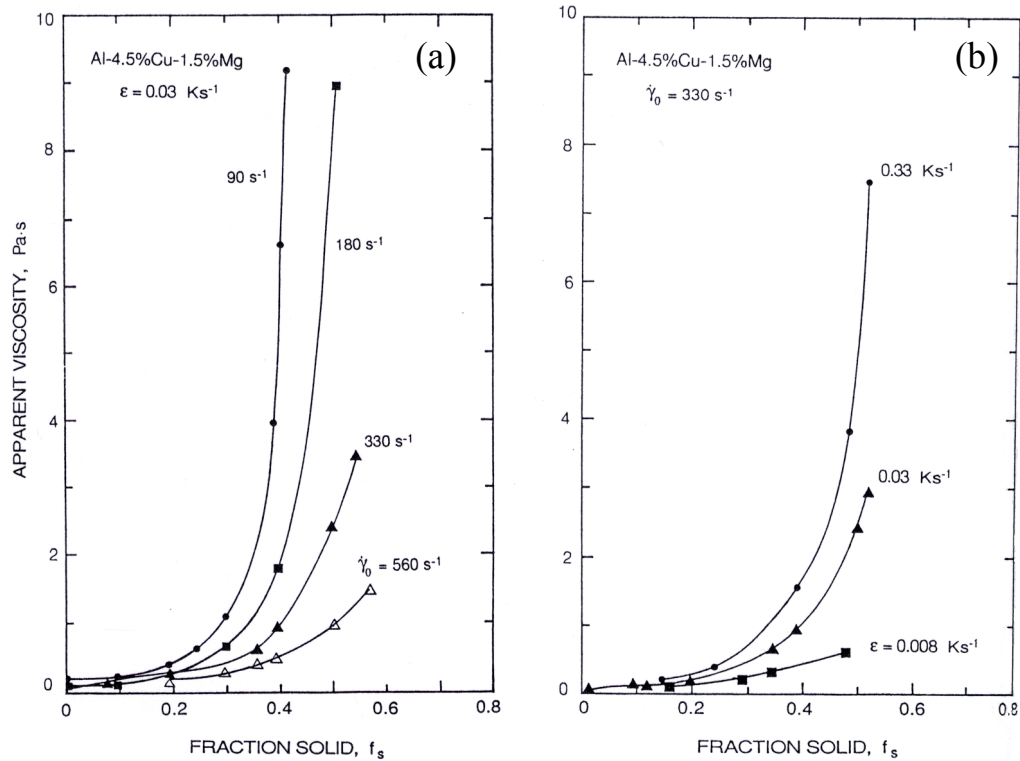 10
8
6
4
2
0
APPARENT VISCOSITY, Pa·s
Al-4.5%Cu-1.5%Mg
ε = 0.03 Ks⁻¹
(a)
90 s⁻¹
180 s⁻¹
330 s⁻¹
γ̇₀ = 560 s⁻¹
0 0.2 0.4 0.6 0.8
FRACTION SOLID, fₛ
10
8
6
4
2
0
Al-4.5%Cu-1.5%Mg
γ̇₀ = 330 s⁻¹
(b)
0.33 Ks⁻¹
0.03 Ks⁻¹
ε = 0.008 Ks⁻¹
0 0.2 0.4 0.6 0.8
FRACTION SOLID, fₛ